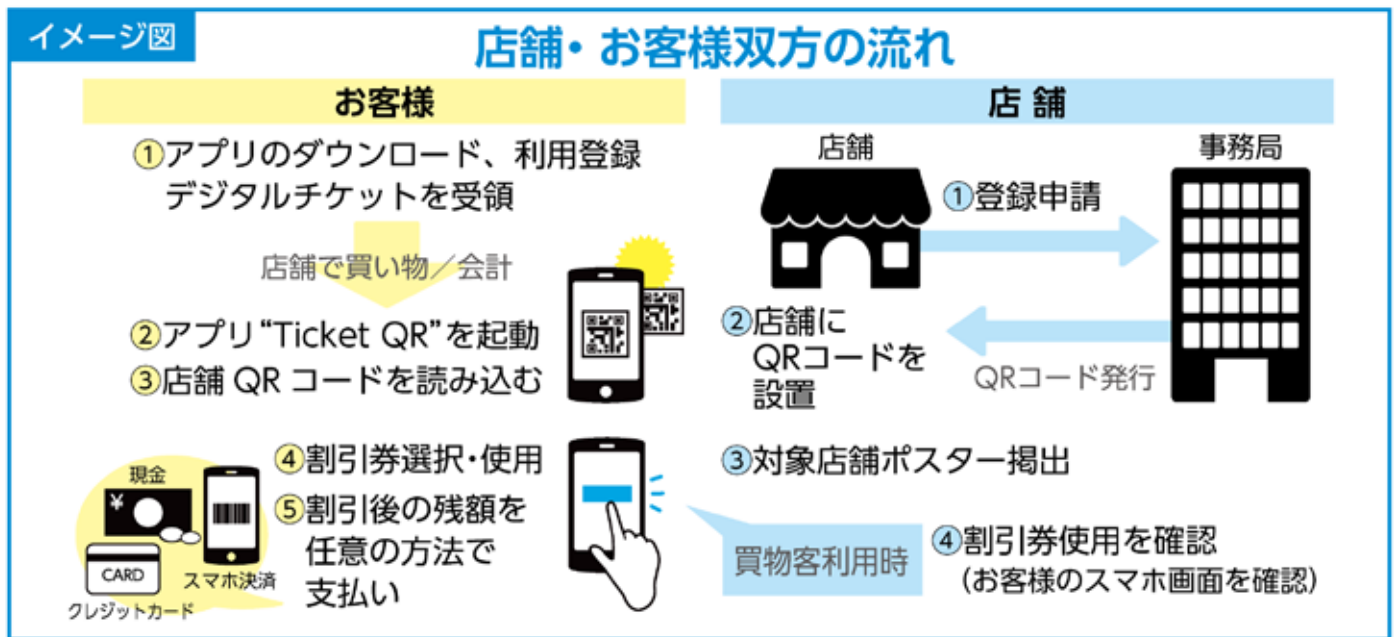 イメージ図
店舗・お客様双方の流れ
お客様
①アプリのダウンロード、利用登録
デジタルチケットを受領
店舗で買い物／会計
②アプリ“Ticket QR”を起動
③店舗 QR コードを読み込む
④割引券選択・使用
⑤割引後の残額を
任意の方法で
支払い
現金
¥
CARD
スマホ決済
クレジットカード
店 舗
店舗
事務局
①登録申請
②店舗に
QRコードを
設置
QRコード発行
③対象店舗ポスター掲出
買物客利用時
④割引券使用を確認
（お客様のスマホ画面を確認）